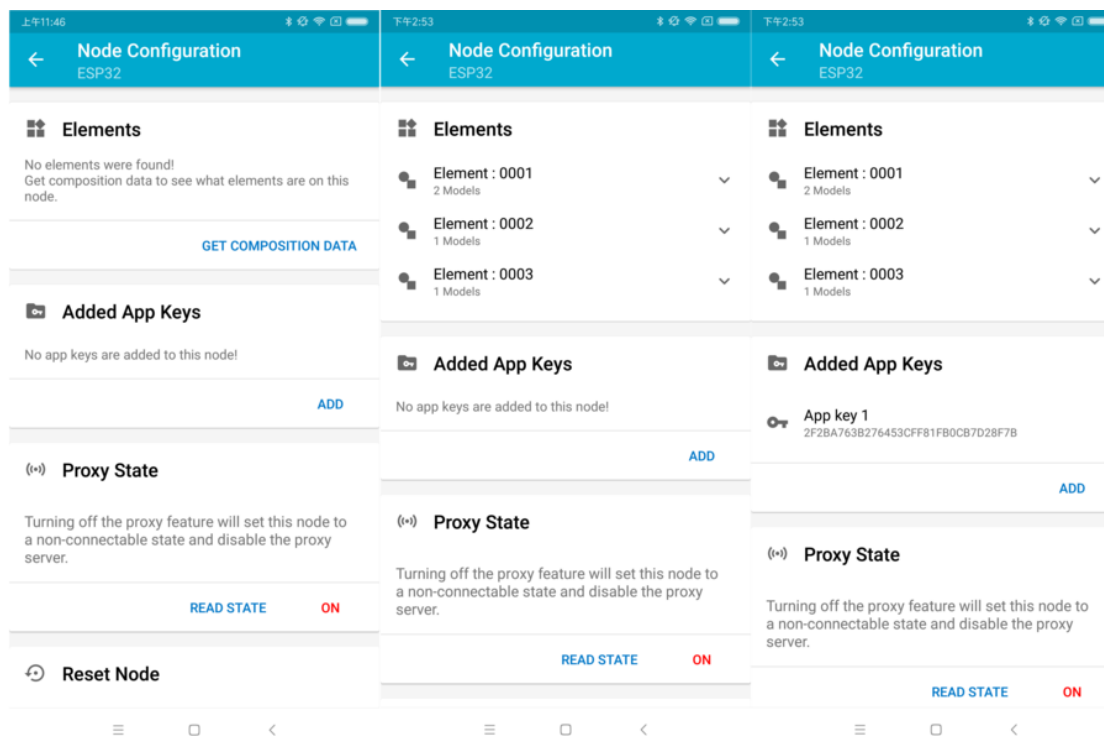 上午11:46
Node Configuration
ESP32
Elements
No elements were found!
Get composition data to see what elements are on this
node.
GET COMPOSITION DATA
Added App Keys
No app keys are added to this node!
ADD
Proxy State
Turning off the proxy feature will set this node to
a non-connectable state and disable the proxy
server.
READ STATE
ON
Reset Node
下午2:53
Node Configuration
ESP32
Elements
Element : 0001
2 Models
Element : 0002
1 Models
Element : 0003
1 Models
Added App Keys
No app keys are added to this node!
ADD
Proxy State
Turning off the proxy feature will set this node to
a non-connectable state and disable the proxy
server.
READ STATE
ON
下午2:53
Node Configuration
ESP32
Elements
Element : 0001
2 Models
Element : 0002
1 Models
Element : 0003
1 Models
Added App Keys
App key 1
2F2BA763B276453CFF81FB0CB7D28F7B
ADD
Proxy State
Turning off the proxy feature will set this node to
a non-connectable state and disable the proxy
server.
READ STATE
ON